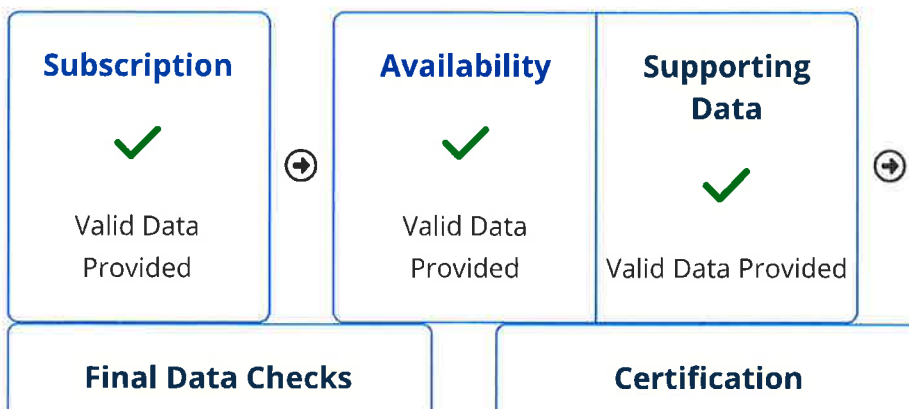 Subscription
Valid Data
Provided
Availability
Valid Data
Provided
Supporting
Data
Valid Data Provided
Final Data Checks
Certification